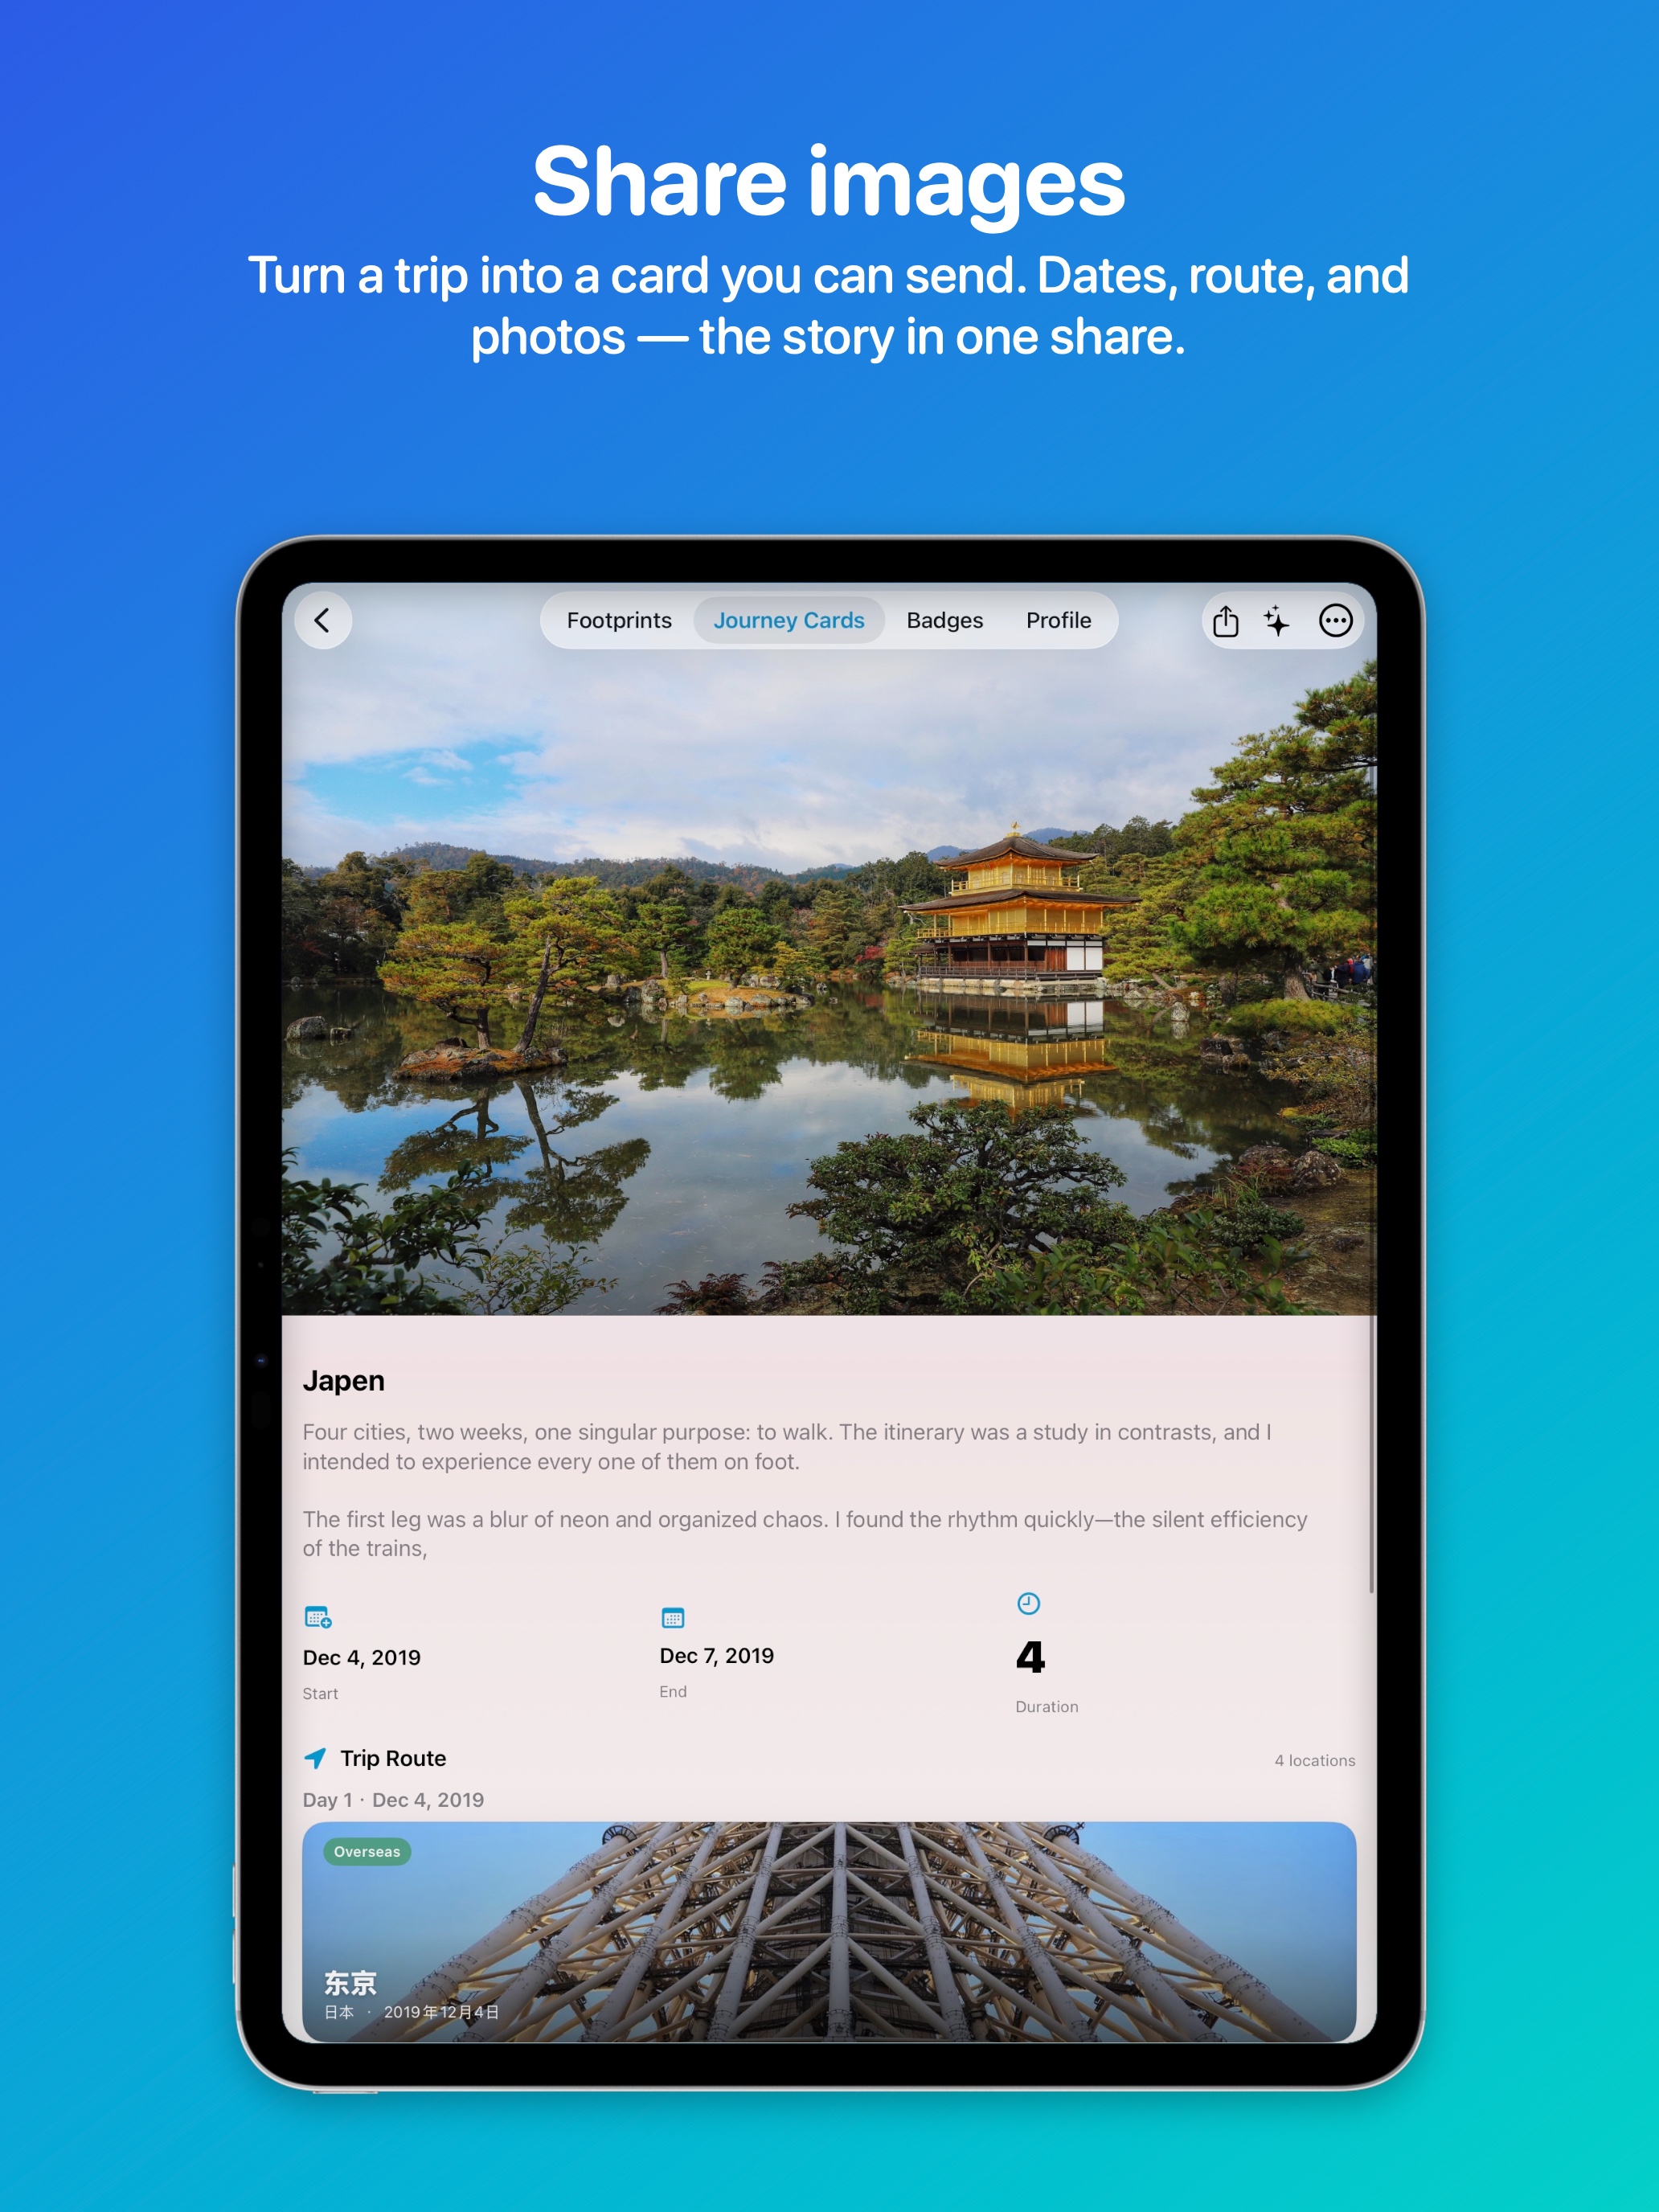 Share images
Turn a trip into a card you can send. Dates, route, and
photos — the story in one share.
Footprints Journey Cards Badges Profile
Japen
Four cities, two weeks, one singular purpose: to walk. The itinerary was a study in contrasts, and I
intended to experience every one of them on foot.
The first leg was a blur of neon and organized chaos. I found the rhythm quickly—the silent efficiency
of the trains,
Dec 4, 2019
Start
Dec 7, 2019
End
4
Duration
Trip Route
4 locations
Day 1 · Dec 4, 2019
Overseas
东京
日本 · 2019年12月4日